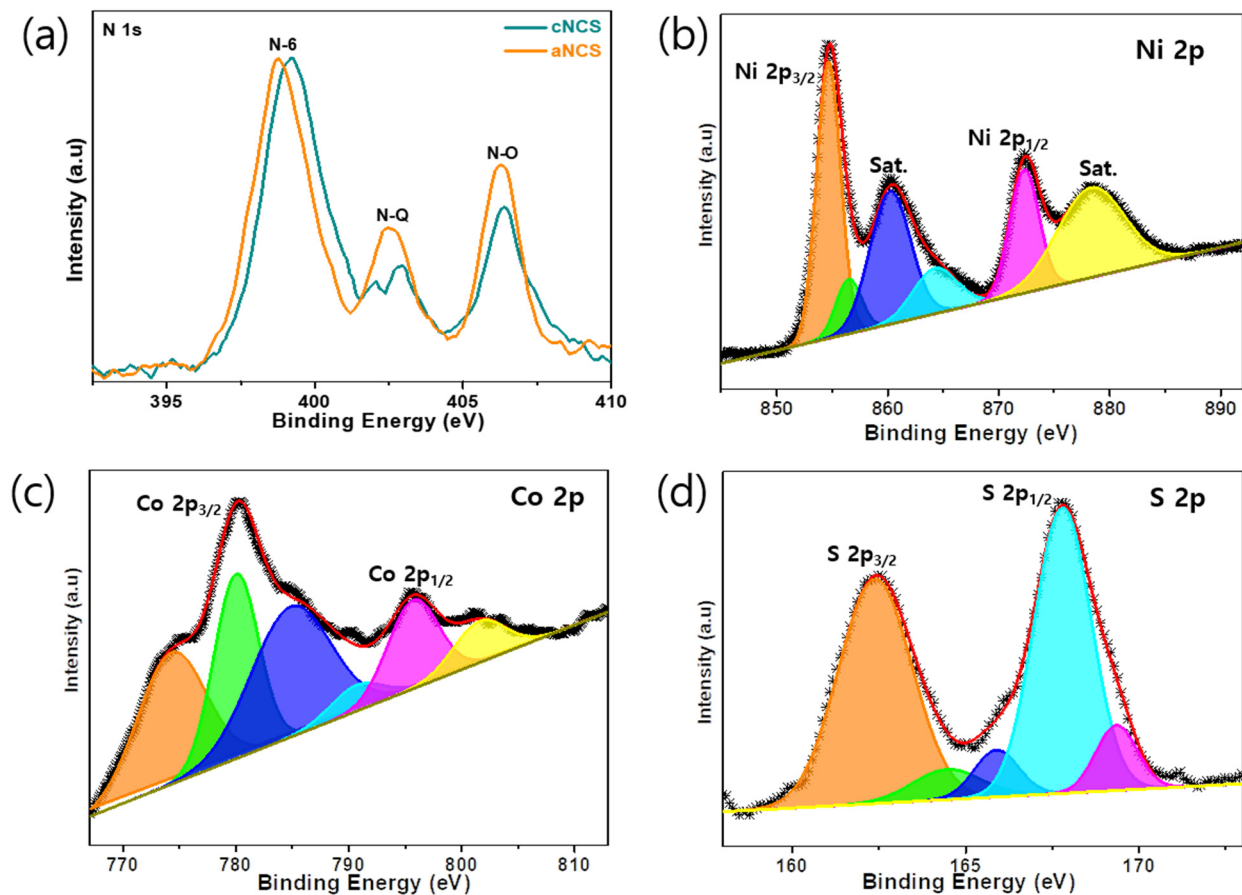 (a)
N 1s
N-6
cNCS
aNCS
N-O
N-Q
Intensity (a.u)
395 400 405 410
Binding Energy (eV)
(b)
Ni 2p
Ni 2p3/2
Ni 2p1/2
Sat.
Sat.
Intensity (a.u)
850 860 870 880 890
Binding Energy (eV)
(c)
Co 2p
Co 2p3/2
Co 2p1/2
Intensity (a.u)
770 780 790 800 810
Binding Energy (eV)
(d)
S 2p1/2
S 2p
S 2p3/2
Intensity (a.u)
160 165 170
Binding Energy (eV)